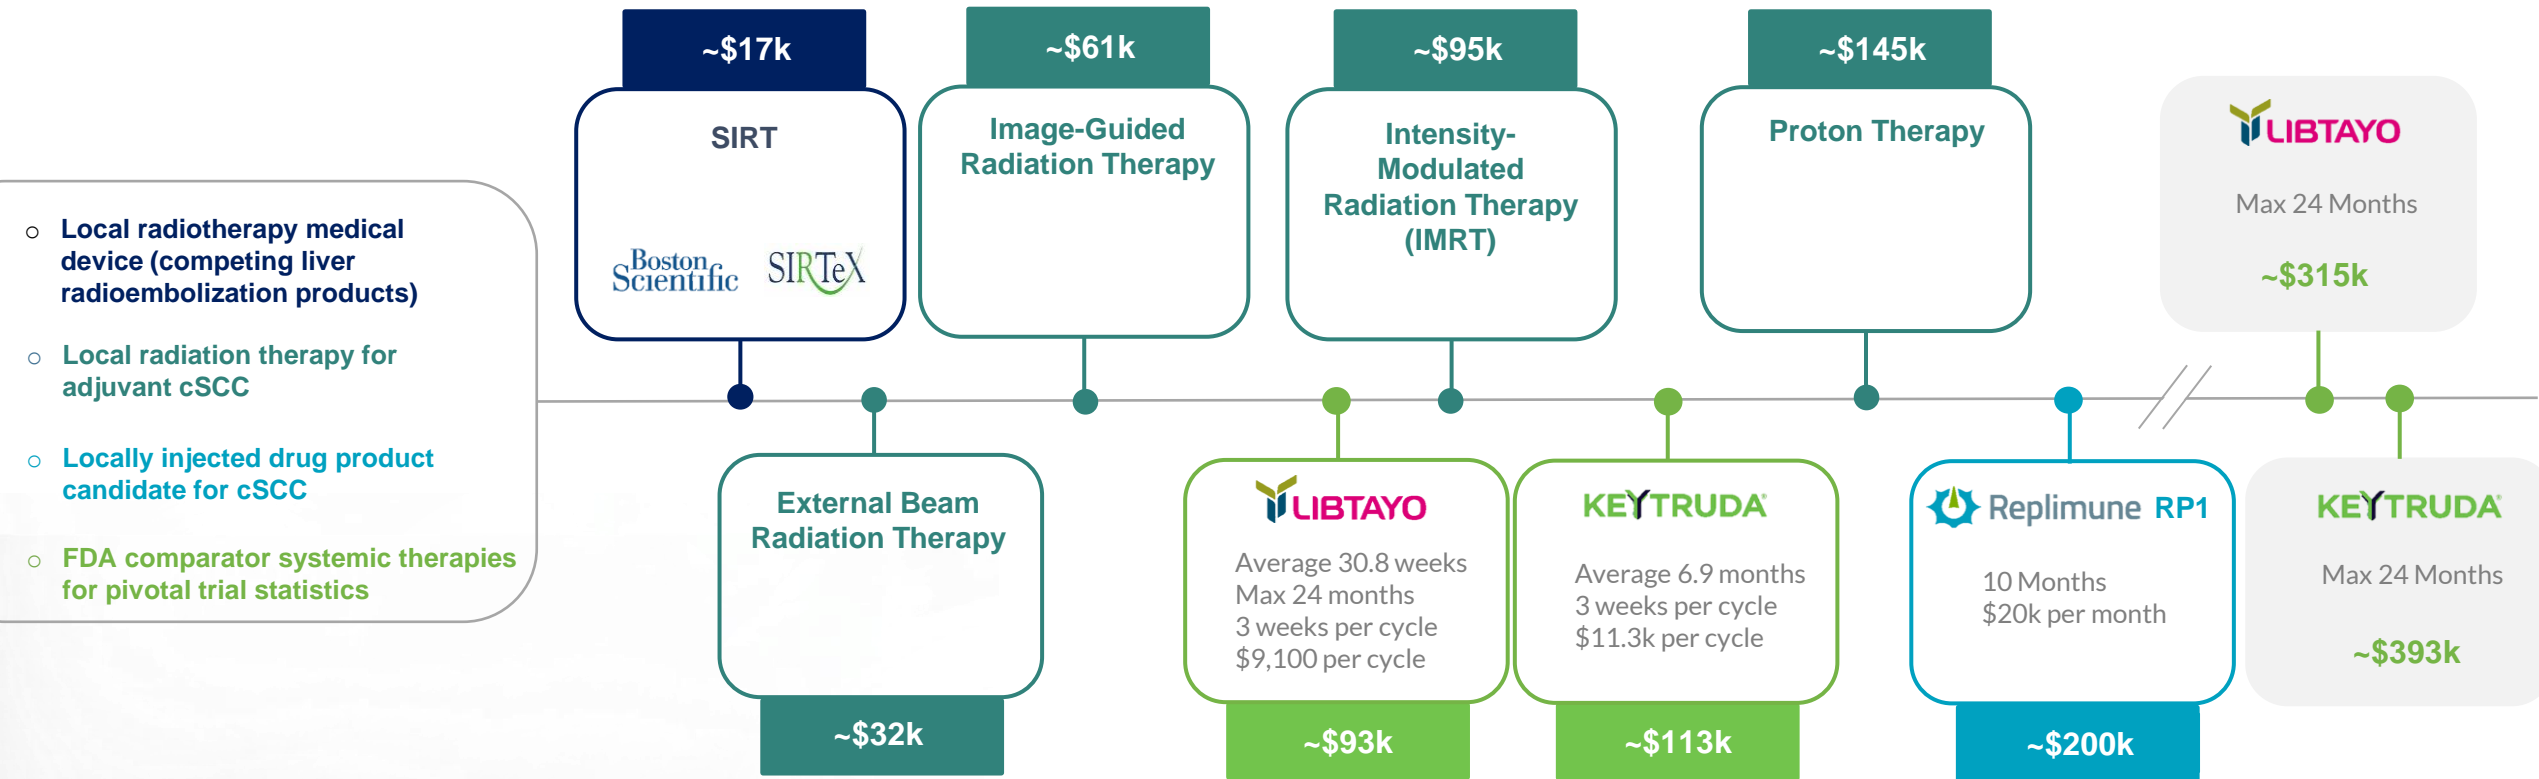 ○ Local radiotherapy medical
device (competing liver
radioembolization products)
○ Local radiation therapy for
adjuvant cSCC
○ Locally injected drug product
candidate for cSCC
○ FDA comparator systemic therapies
for pivotal trial statistics
~$17k
SIRT
Boston
Scientific
SIRTeX
~$61k
Image-Guided
Radiation Therapy
~$95k
Intensity-
Modulated
Radiation Therapy
(IMRT)
~$145k
Proton Therapy
LIBTAYO
Max 24 Months
~$315k
External Beam
Radiation Therapy
~$32k
LIBTAYO
Average 30.8 weeks
Max 24 months
3 weeks per cycle
$9,100 per cycle
~$93k
KEYTRUDA
Average 6.9 months
3 weeks per cycle
$11.3k per cycle
~$113k
Replimune RP1
10 Months
$20k per month
~$200k
KEYTRUDA
Max 24 Months
~$393k